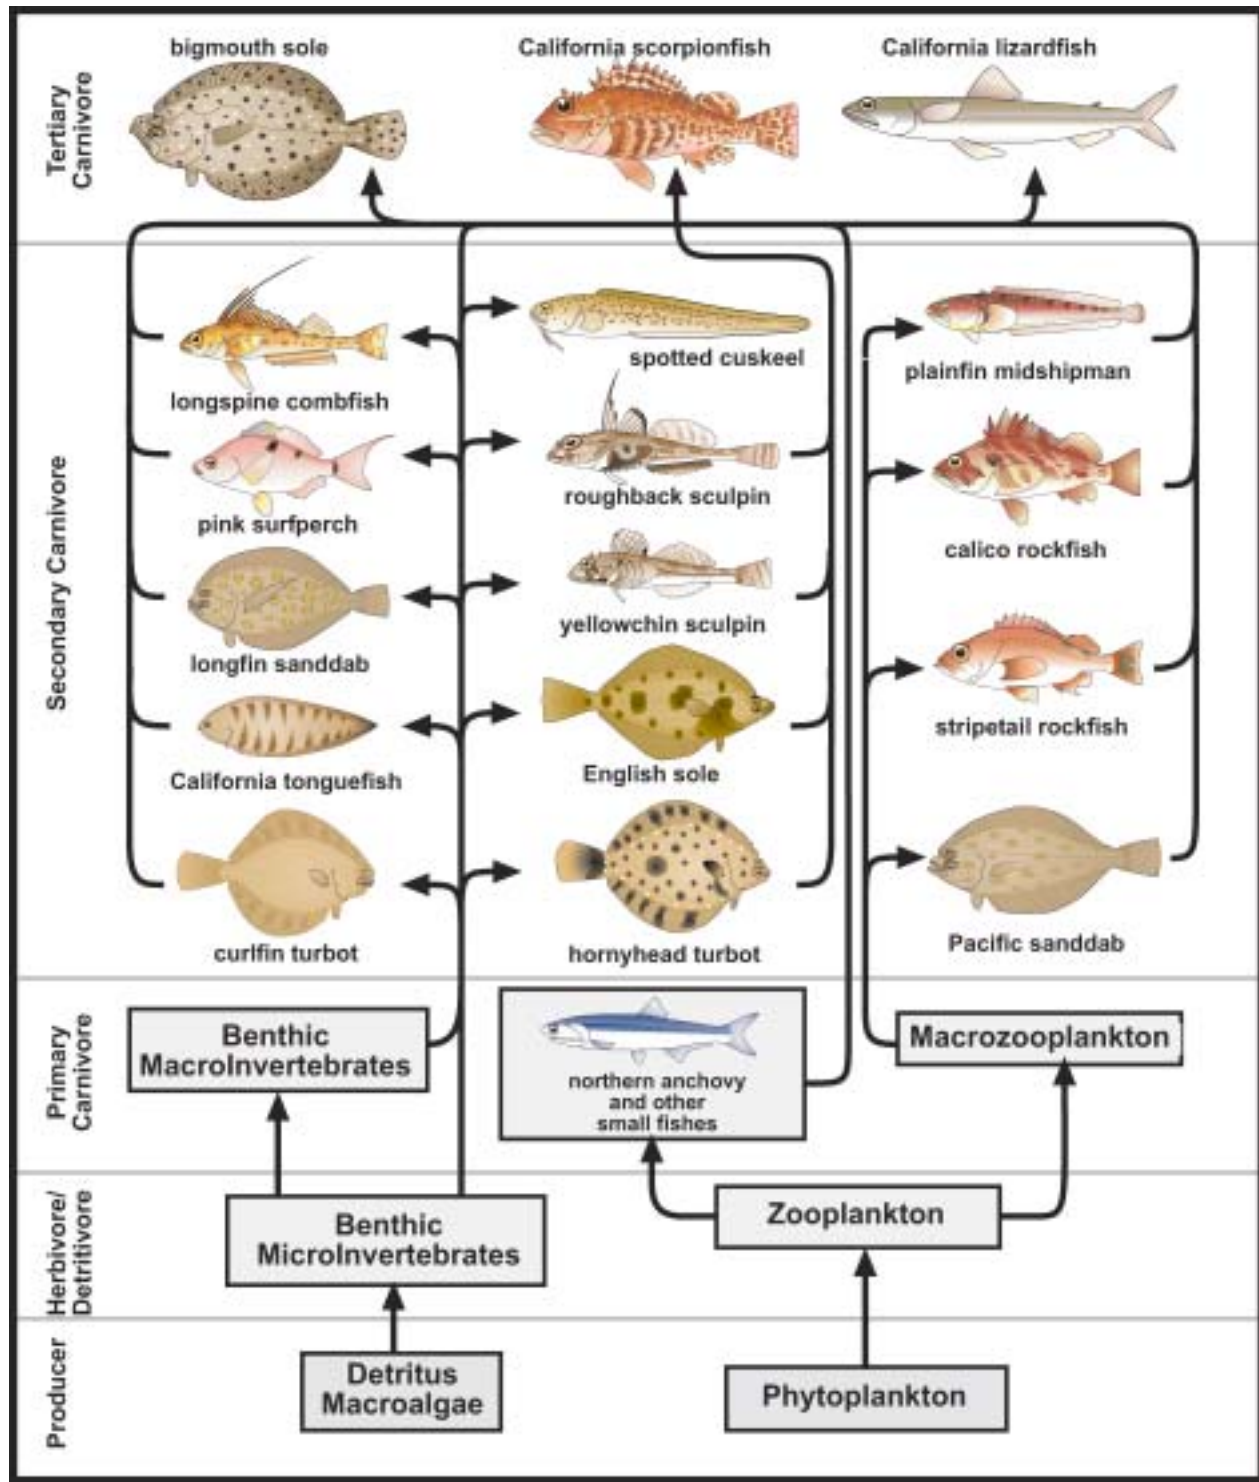 bigmouth sole
California scorpionfish
California lizardfish
Tertiary
Carnivore
spotted cuskeel
plainfin midshipman
longspine combfish
roughback sculpin
pink surfperch
calico rockfish
Secondary Carnivore
yellowchin sculpin
longfin sanddab
stripetail rockfish
English sole
California tonguefish
Pacific sanddab
curlfin turbot
hornyhead turbot
Primary
Carnivore
Benthic
MacroInvertebrates
northern anchovy
and other
small fishes
Macrozooplankton
Herbivore/
Detritivore
Benthic
MicroInvertebrates
Zooplankton
Producer
Detritus
Macroalgae
Phytoplankton